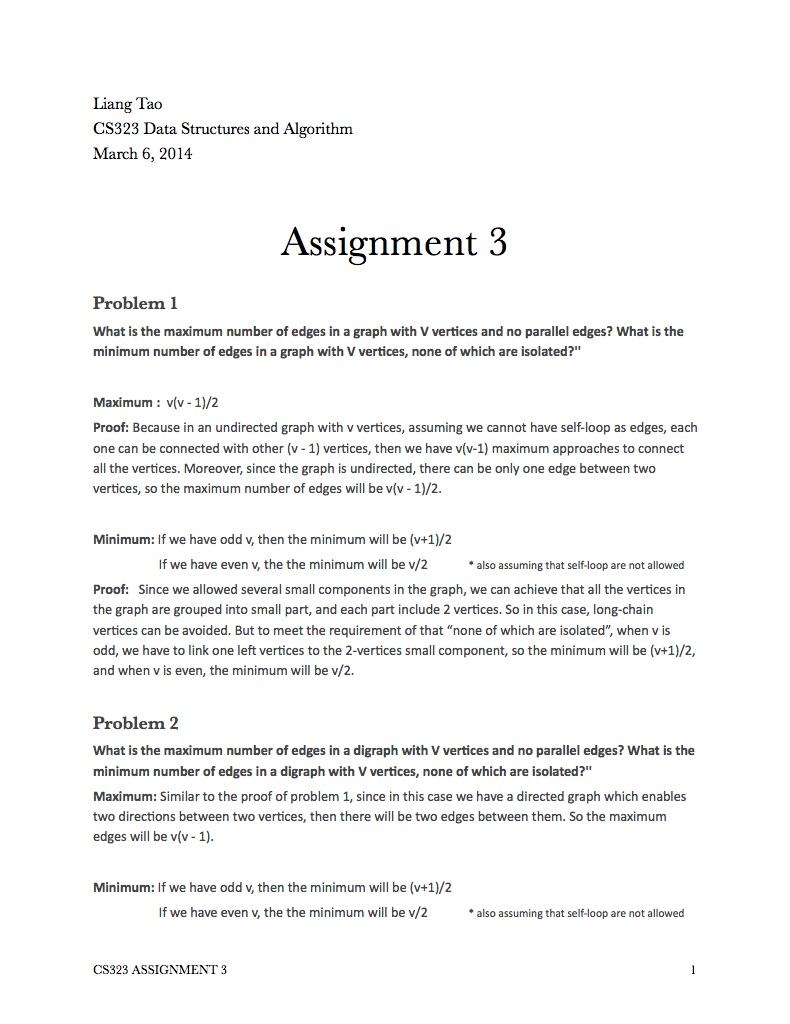 Liang Tao
CS323 Data Structures and Algorithm
March 6, 2014
Assignment 3
Problem 1
What is the maximum number of edges in a graph with V vertices and no parallel edges? What is the
minimum number of edges in a graph with V vertices, none of which are isolated?"
Maximum : v(v - 1)/2
Proof: Because in an undirected graph with v vertices, assuming we cannot have self-loop as edges, each
one can be connected with other (v - 1) vertices, then we have v(v-1) maximum approaches to connect
all the vertices. Moreover, since the graph is undirected, there can be only one edge between two
vertices, so the maximum number of edges will be v(v - 1)/2.
Minimum: If we have odd v, then the minimum will be (v+1)/2
If we have even v, the the minimum will be v/2 * also assuming that self-loop are not allowed
Proof: Since we allowed several small components in the graph, we can achieve that all the vertices in
the graph are grouped into small part, and each part include 2 vertices. So in this case, long-chain
vertices can be avoided. But to meet the requirement of that “none of which are isolated”, when v is
odd, we have to link one left vertices to the 2-vertices small component, so the minimum will be (v+1)/2,
and when v is even, the minimum will be v/2.
Problem 2
What is the maximum number of edges in a digraph with V vertices and no parallel edges? What is the
minimum number of edges in a digraph with V vertices, none of which are isolated?"
Maximum: Similar to the proof of problem 1, since in this case we have a directed graph which enables
two directions between two vertices, then there will be two edges between them. So the maximum
edges will be v(v - 1).
Minimum: If we have odd v, then the minimum will be (v+1)/2
If we have even v, the the minimum will be v/2 * also assuming that self-loop are not allowed
CS323 ASSIGNMENT 3 1